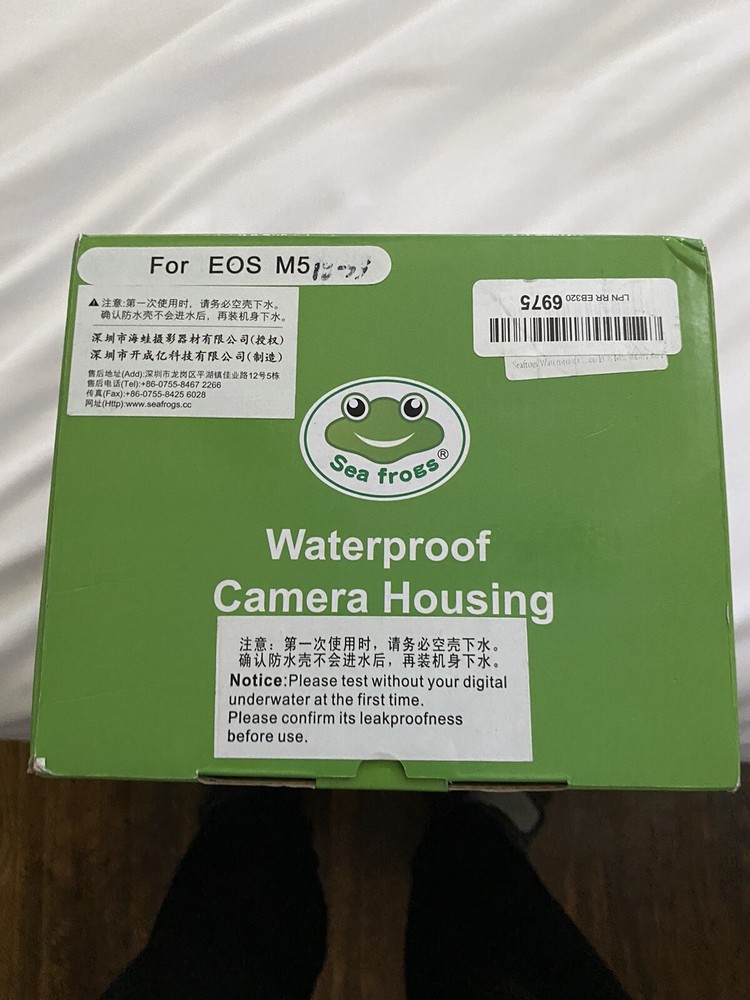 For EOS M5
⚠注意:第一次使用时，请务必空壳下水。
确认防水壳不会进水后，再装机身下水。
深圳市海蛙摄影器材有限公司(授权)
深圳市开成亿科技有限公司(制造)
售后地址(Add):深圳市龙岗区平湖镇佳业路12号5栋
售后电话(Tel):+86-0755-8467 2266
传真(Fax):+86-0755-8425 6028
网址(Http):www.seafrogs.cc
LPN RR EB320 6975
Sea frogs®
Waterproof
Camera Housing
注意：第一次使用时，请务必空壳下水。
确认防水壳不会进水后，再装机身下水。
Notice:Please test without your digital
underwater at the first time.
Please confirm its leakproofness
before use.